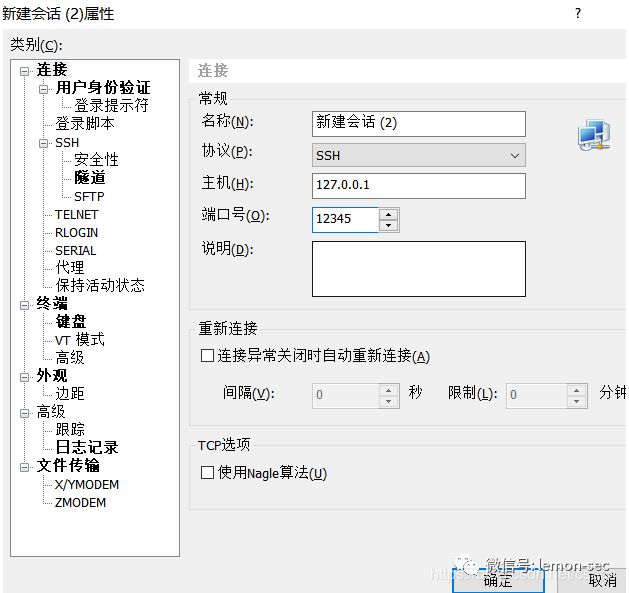 新建会话 (2)属性
?
类别(C):
连接
用户身份验证
登录提示符
登录脚本
SSH
安全性
隧道
SFTP
TELNET
RLOGIN
SERIAL
代理
保持活动状态
终端
键盘
VT 模式
高级
外观
边距
高级
跟踪
日志记录
文件传输
X/YMODEM
ZMODEM
连接
常规
名称(N):
新建会话 (2)
协议(P):
SSH
主机(H):
127.0.0.1
端口号(O):
12345
说明(D):
重新连接
连接异常关闭时自动重新连接(A)
间隔(V):
0
秒
限制(L):
0
分钟
TCP选项
使用Nagle算法(U)
微信号: lemon-sec
确定
取消